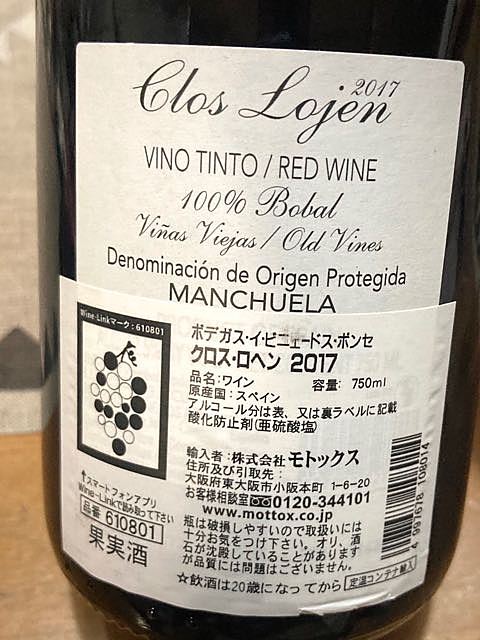 Clos Lojen 2017
VINO TINTO / RED WINE
100% Bobal
Viñas Viejas / Old Vines
Denominación de Origen Protegida
MANCHUELA
Wine-Linkマーク:610801
ボデガス・イ・ビニェードス・ポンセ
クロス・ロヘン 2017
品名:ワイン 容量: 750ml
原産国:スペイン
アルコール分は表、又は裏ラベルに記載
酸化防止剤(亜硫酸塩)
輸入者:株式会社 モトックス
住所及び引取先:
大阪府東大阪市小阪本町 1-6-20
お客様相談室 0120-344101
www.mottox.co.jp
瓶は破損しやすいので取扱いには
十分お気をつけ下さい。オリ、酒
石が沈殿していることがあります
が品質には問題はございません。
☆飲酒は20歳になってから
定温コンテナ輸入
↑スマートフォンアプリ
Wine-Linkで読み取って下さい
品番 610801
果実酒
4 991678 108014